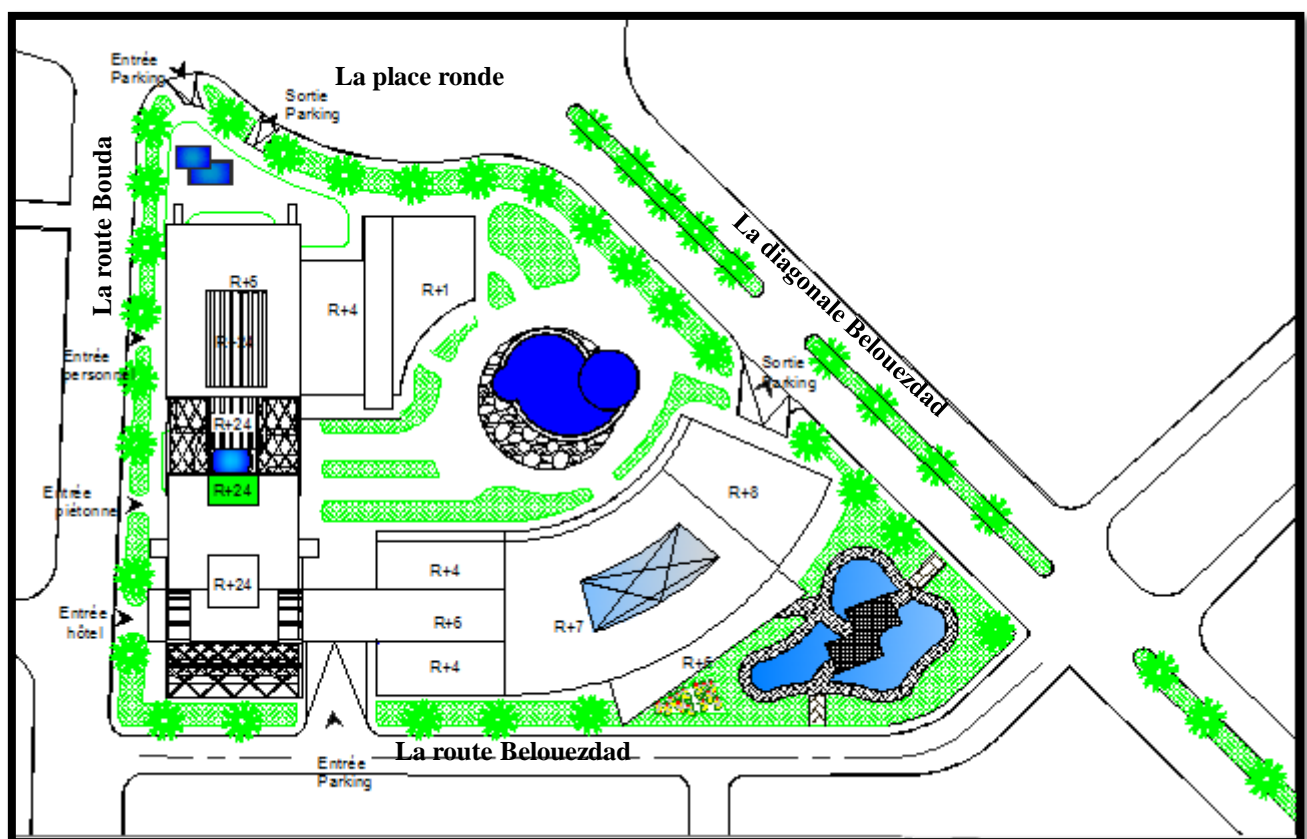 Entrée
Parking
La place ronde
Sortie
Parking
La route Bouda
La diagonale Belouezdad
R+5
R+4
R+1
R+24
Entrée
personnel
Sortie
Parking
R+24
R+24
R+8
Entrée
piétonne
R+4
R+24
Entrée
hôtel
R+6
R+7
R+4
R+5
La route Belouezdad
Entrée
Parking